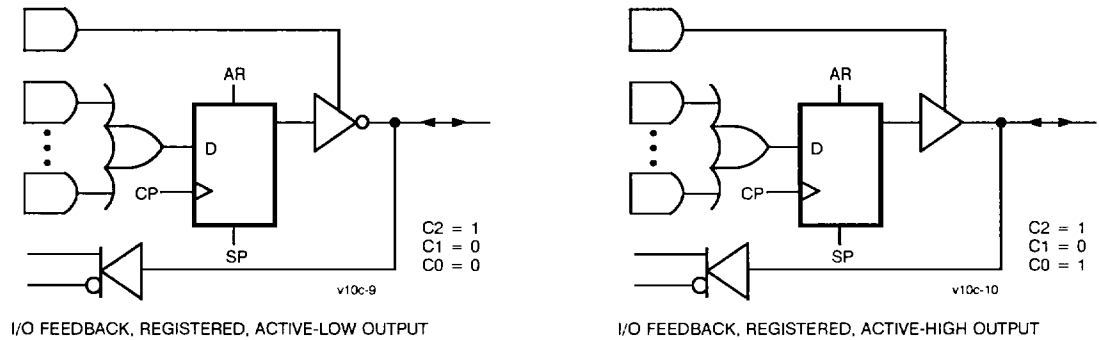 AR
D
CP
SP
C2 = 1
C1 = 0
C0 = 0
v10c-9
I/O FEEDBACK, REGISTERED, ACTIVE-LOW OUTPUT
AR
D
CP
SP
C2 = 1
C1 = 0
C0 = 1
v10c-10
I/O FEEDBACK, REGISTERED, ACTIVE-HIGH OUTPUT